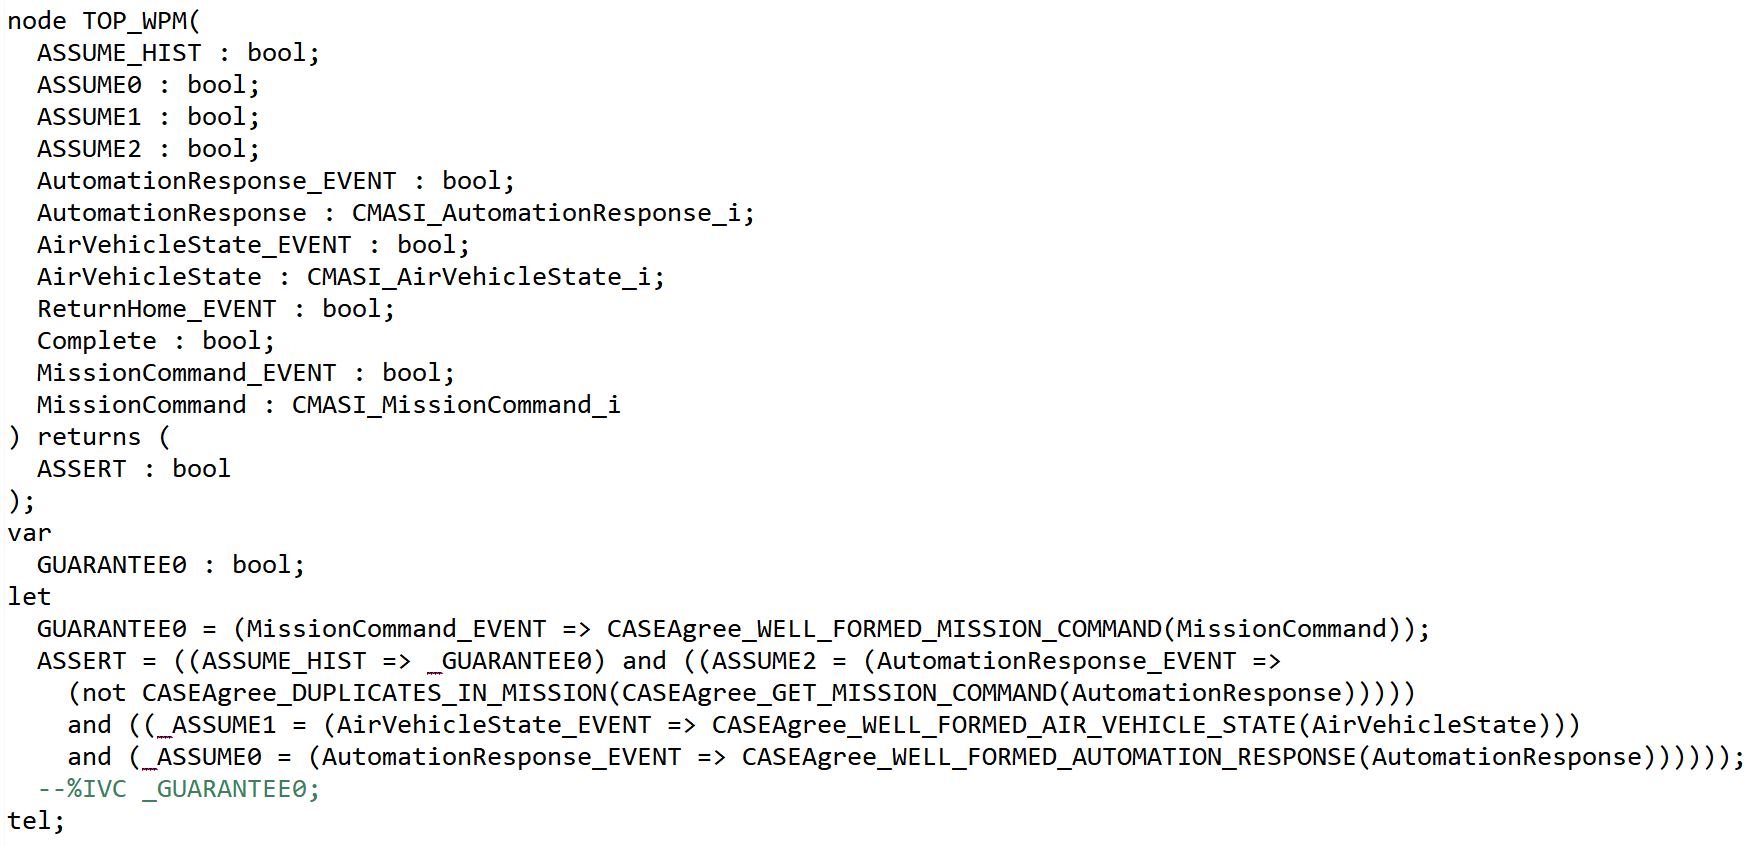 node TOP_WPM(
  ASSUME_HIST : bool;
  ASSUME0 : bool;
  ASSUME1 : bool;
  ASSUME2 : bool;
  AutomationResponse_EVENT : bool;
  AutomationResponse : CMASI_AutomationResponse_i;
  AirVehicleState_EVENT : bool;
  AirVehicleState : CMASI_AirVehicleState_i;
  ReturnHome_EVENT : bool;
  Complete : bool;
  MissionCommand_EVENT : bool;
  MissionCommand : CMASI_MissionCommand_i
) returns (
  ASSERT : bool
);
var
  GUARANTEE0 : bool;
let
  GUARANTEE0 = (MissionCommand_EVENT => CASEAgree_WELL_FORMED_MISSION_COMMAND(MissionCommand));
  ASSERT = ((ASSUME_HIST => _GUARANTEE0) and ((ASSUME2 = (AutomationResponse_EVENT =>
    (not CASEAgree_DUPLICATES_IN_MISSION(CASEAgree_GET_MISSION_COMMAND(AutomationResponse)))))
    and ((_ASSUME1 = (AirVehicleState_EVENT => CASEAgree_WELL_FORMED_AIR_VEHICLE_STATE(AirVehicleState)))
    and (_ASSUME0 = (AutomationResponse_EVENT => CASEAgree_WELL_FORMED_AUTOMATION_RESPONSE(AutomationResponse))))));
  --%IVC _GUARANTEE0;
tel;